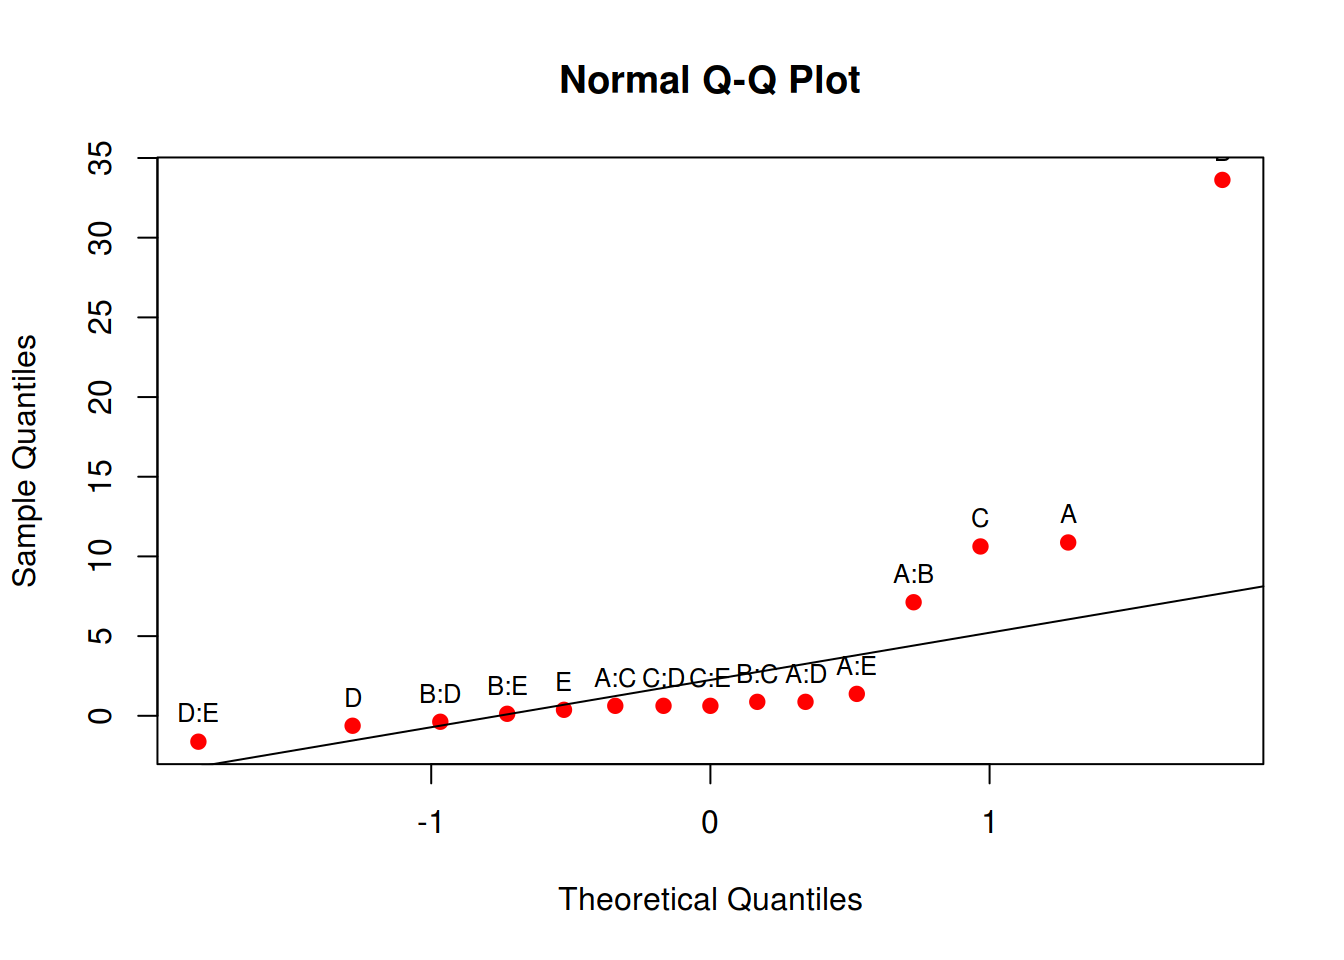 Normal Q-Q Plot
Sample Quantiles
35
30
25
20
15
10
5
0
D:E
D
B:D
B:E
E
A:C
C:D
C:E
B:C
A:D
A:E
A:B
C
A
-1
0
1
Theoretical Quantiles